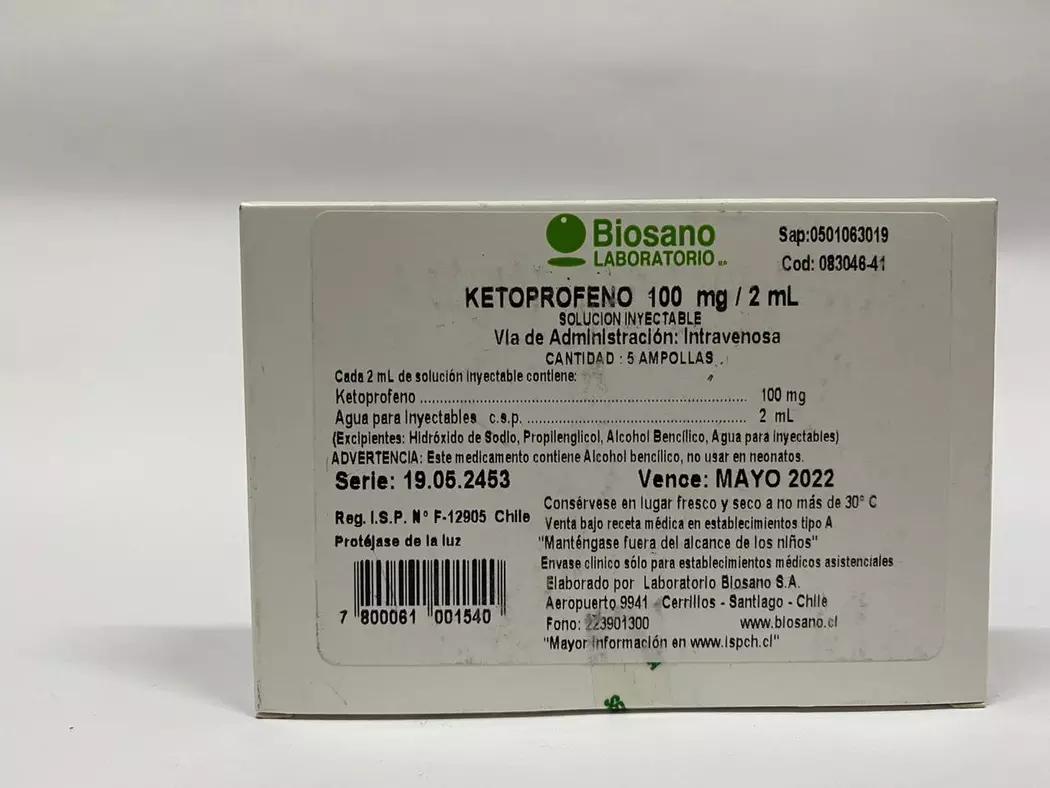 Biosano
LABORATORIO s.a.
Sap:0501063019
Cod: 083046-41
KETOPROFENO 100 mg / 2 mL
SOLUCION INYECTABLE
Vía de Administración: Intravenosa
CANTIDAD : 5 AMPOLLAS
Cada 2 mL de solución inyectable contiene:
Ketoprofeno ........................................................................ 100 mg
Agua para Inyectables c.s.p. .............................................. 2 mL
(Excipientes: Hidróxido de Sodio, Propilenglicol, Alcohol Bencílico, Agua para Inyectables)
ADVERTENCIA: Este medicamento contiene Alcohol bencílico, no usar en neonatos.
Serie: 19.05.2453
Vence: MAYO 2022
Reg. I.S.P. N° F-12905 Chile
Protéjase de la luz
7 800061 001540
Consérvese en lugar fresco y seco a no más de 30° C
Venta bajo receta médica en establecimientos tipo A
"Manténgase fuera del alcance de los niños"
Envase clínico sólo para establecimientos médicos asistenciales
Elaborado por Laboratorio Biosano S.A.
Aeropuerto 9941 - Cerrillos - Santiago - Chile
Fono: 223901300 www.biosano.cl
"Mayor Información en www.ispch.cl"